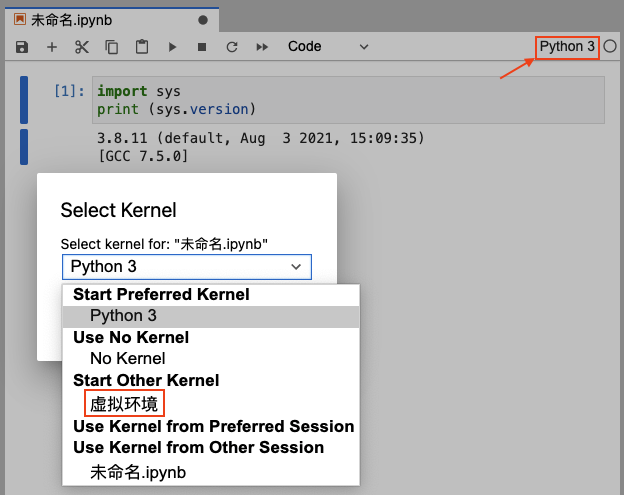 未命名.ipynb
Code
Python 3
[1]: import sys
print (sys.version)
3.8.11 (default, Aug  3 2021, 15:09:35)
[GCC 7.5.0]
Select Kernel
Select kernel for: "未命名.ipynb"
Python 3
Start Preferred Kernel
Python 3
Use No Kernel
No Kernel
Start Other Kernel
虚拟环境
Use Kernel from Preferred Session
Use Kernel from Other Session
未命名.ipynb